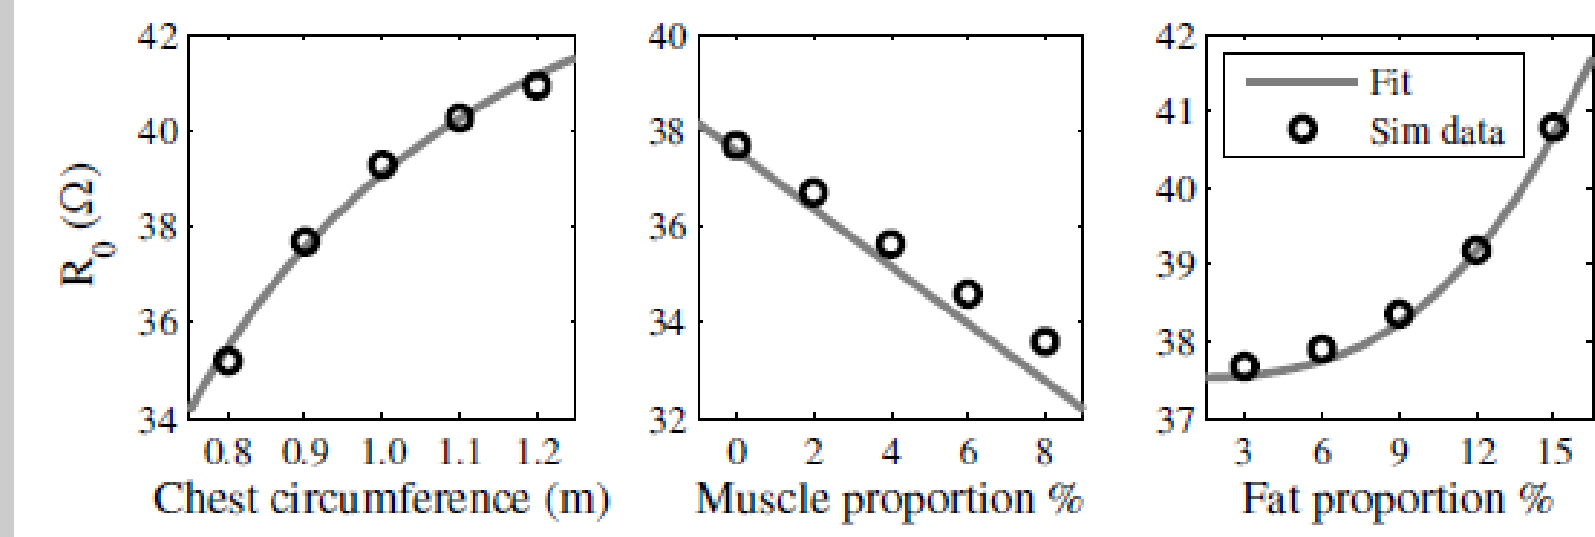 R0 (Ω)
42
40
38
36
34
0.8 0.9 1.0 1.1 1.2
Chest circumference (m)
40
38
36
34
32
0 2 4 6 8
Muscle proportion %
42
41
40
39
38
37
3 6 9 12 15
Fat proportion %
Fit
Sim data